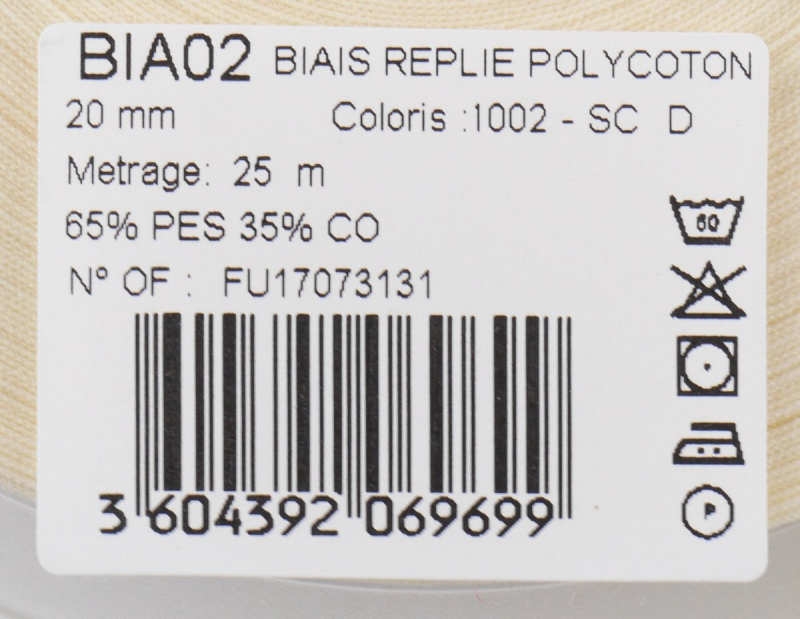 BIA02 BIAIS REPLIE POLYCOTON
20 mm Coloris :1002 - SC D
Metrage: 25 m
65% PES 35% CO
60
N° OF : FU17073131
P
3 604392 069699